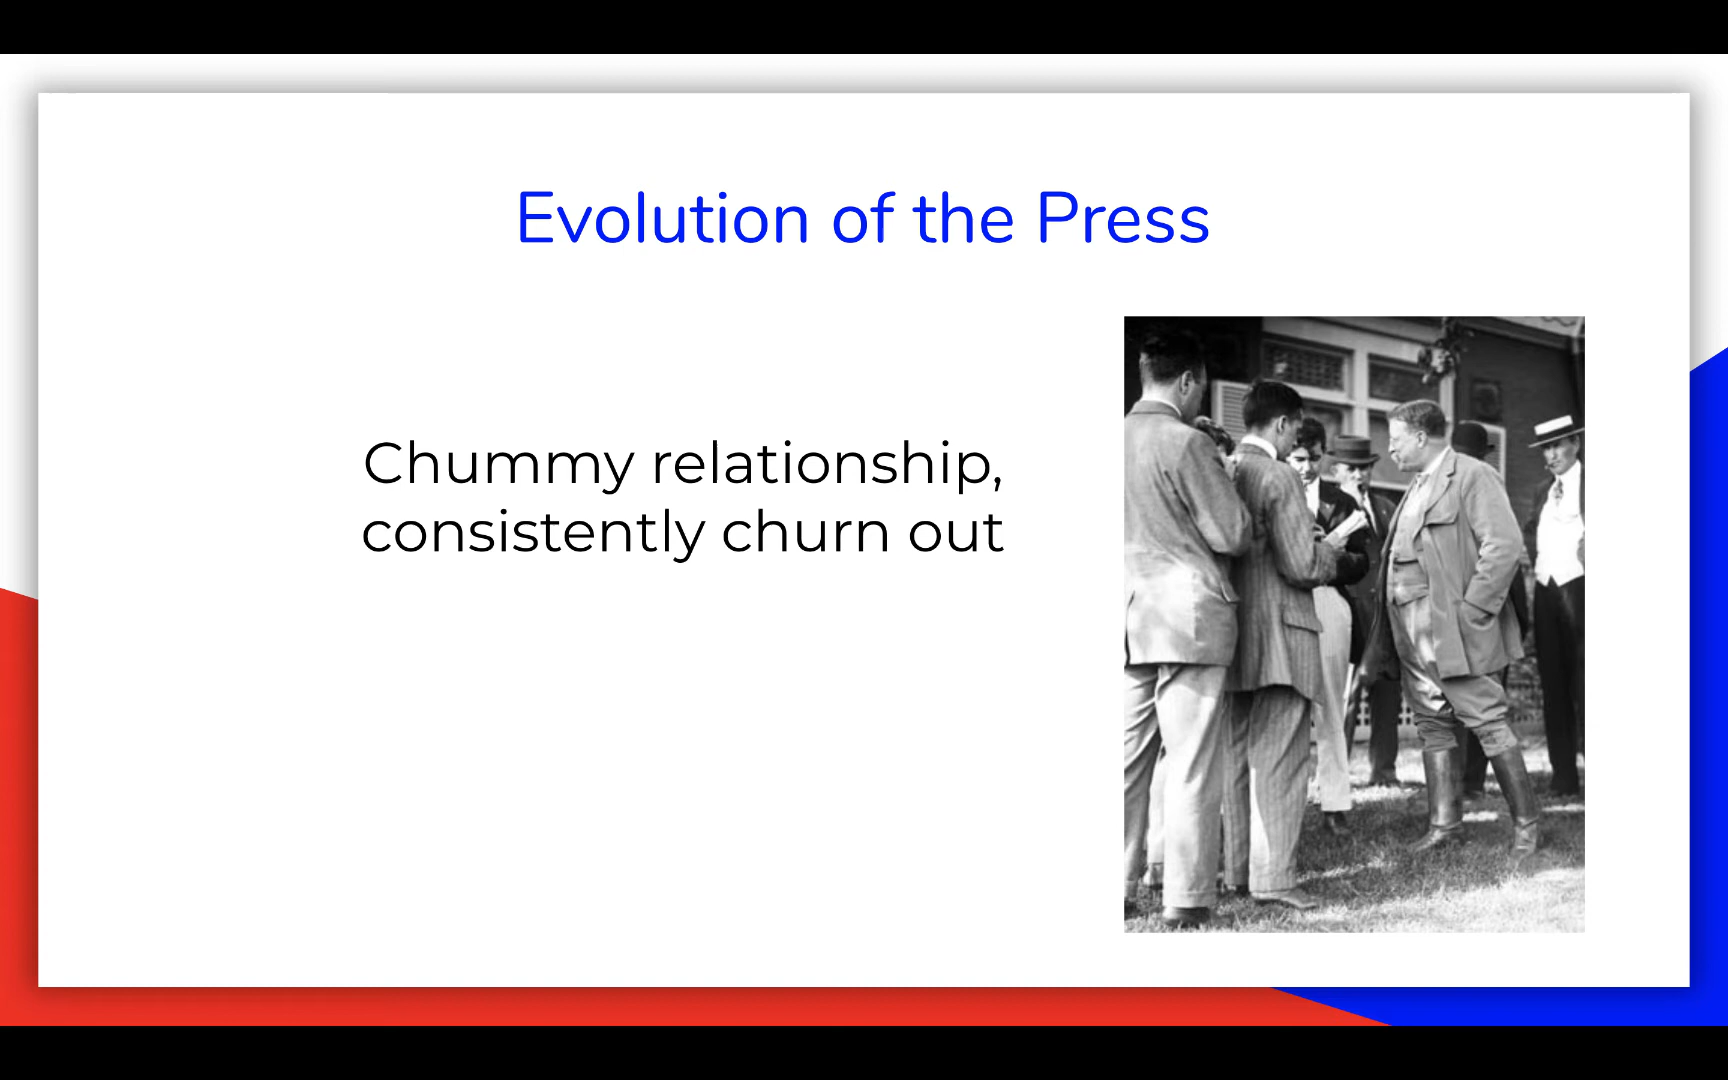 Evolution of the Press
Chummy relationship,
consistently churn out